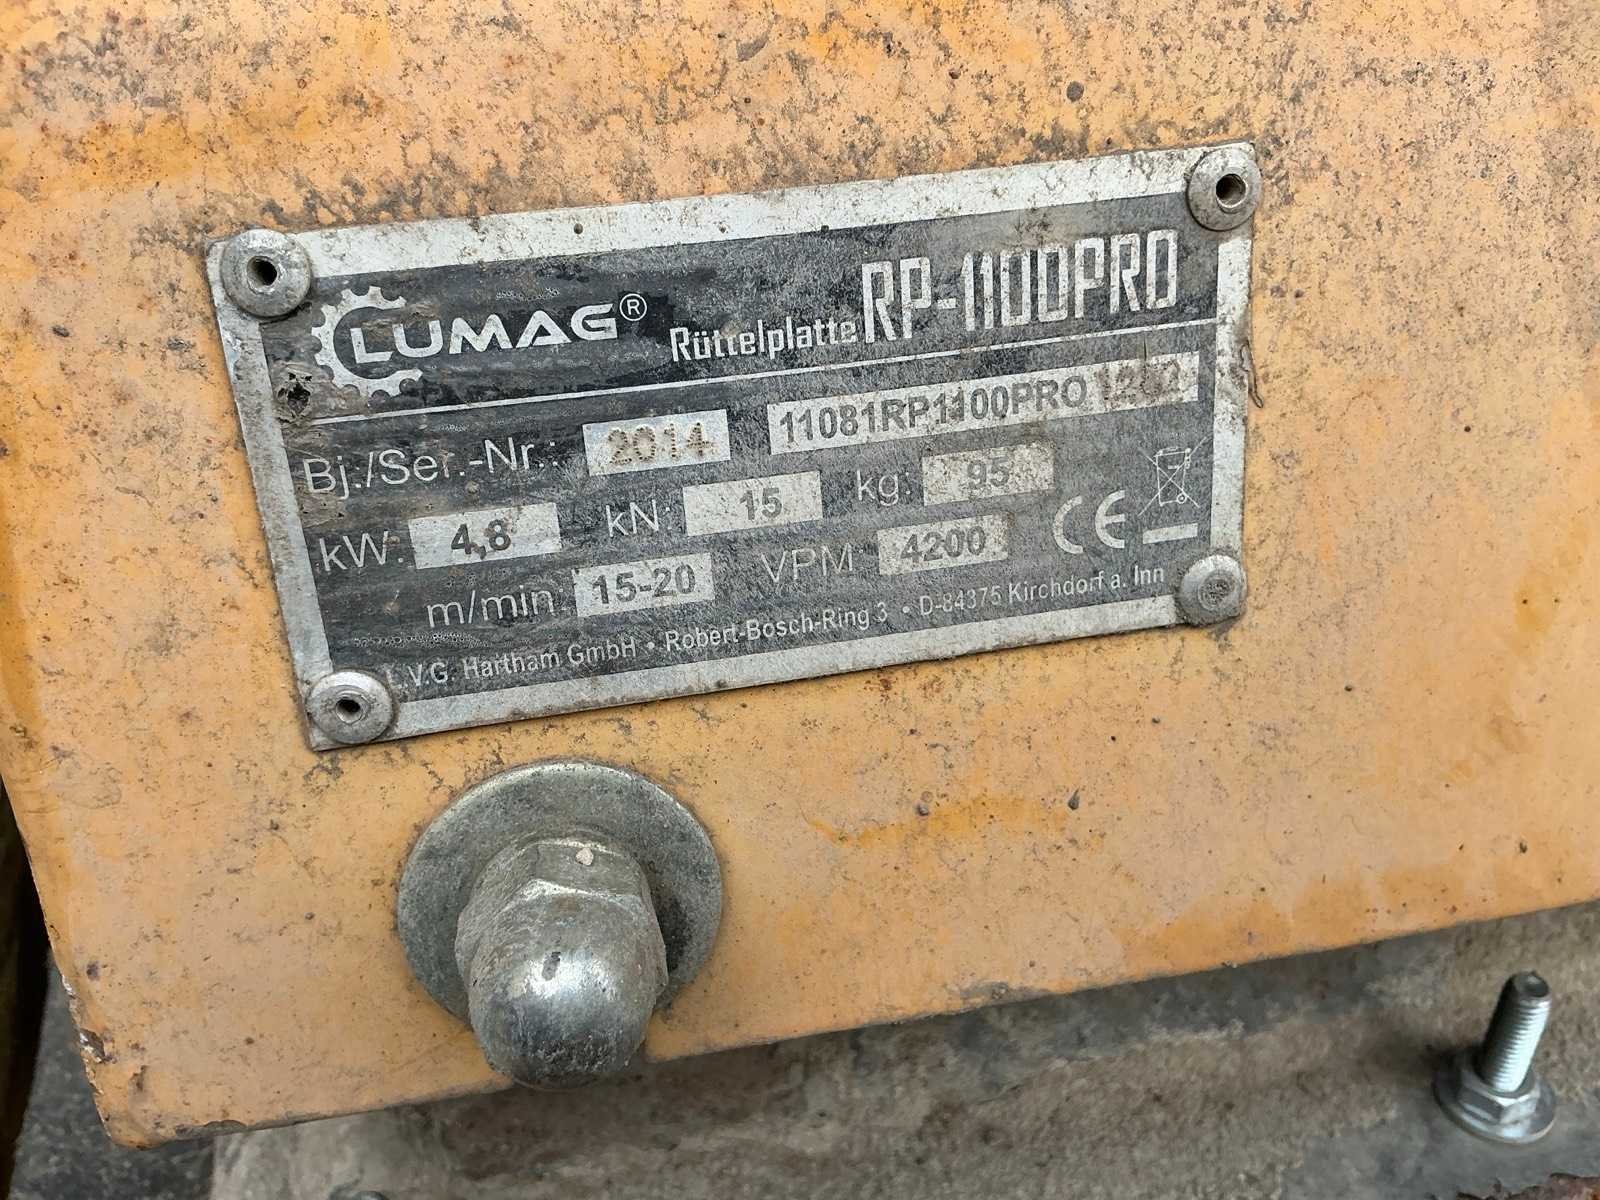 LUMAG® Rüttelplatte RP-1100PRO
Bj./Ser.-Nr.: 2014 11081RP1100PRO
kW: 4,8 kN: 15 kg: 95
m/min 15-20 VPM 4200 CE
L.V.G. Hartham GmbH • Robert-Bosch-Ring 3 • D-84375 Kirchdorf a. Inn